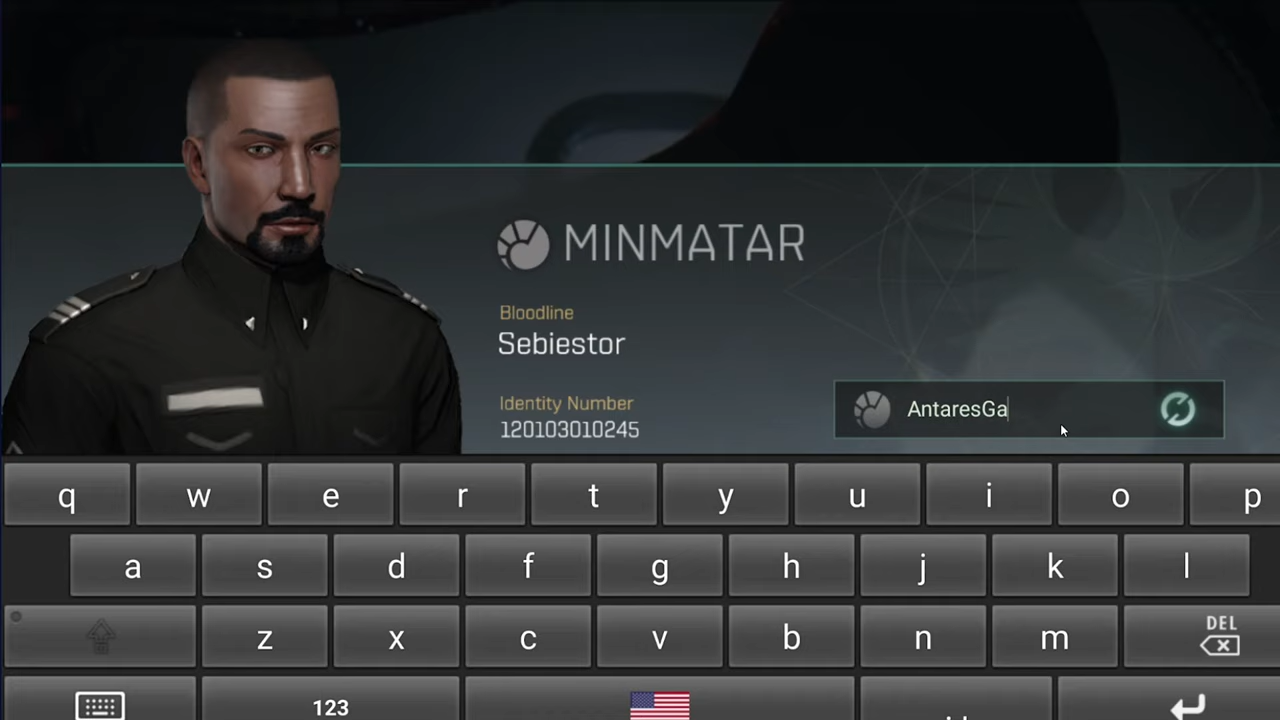 MINMATAR
Bloodline
Sebiestor
Identity Number
120103010245
AntaresGa
q w e r t y u i o p
a s d f g h j k l
z x c v b n m DEL
123